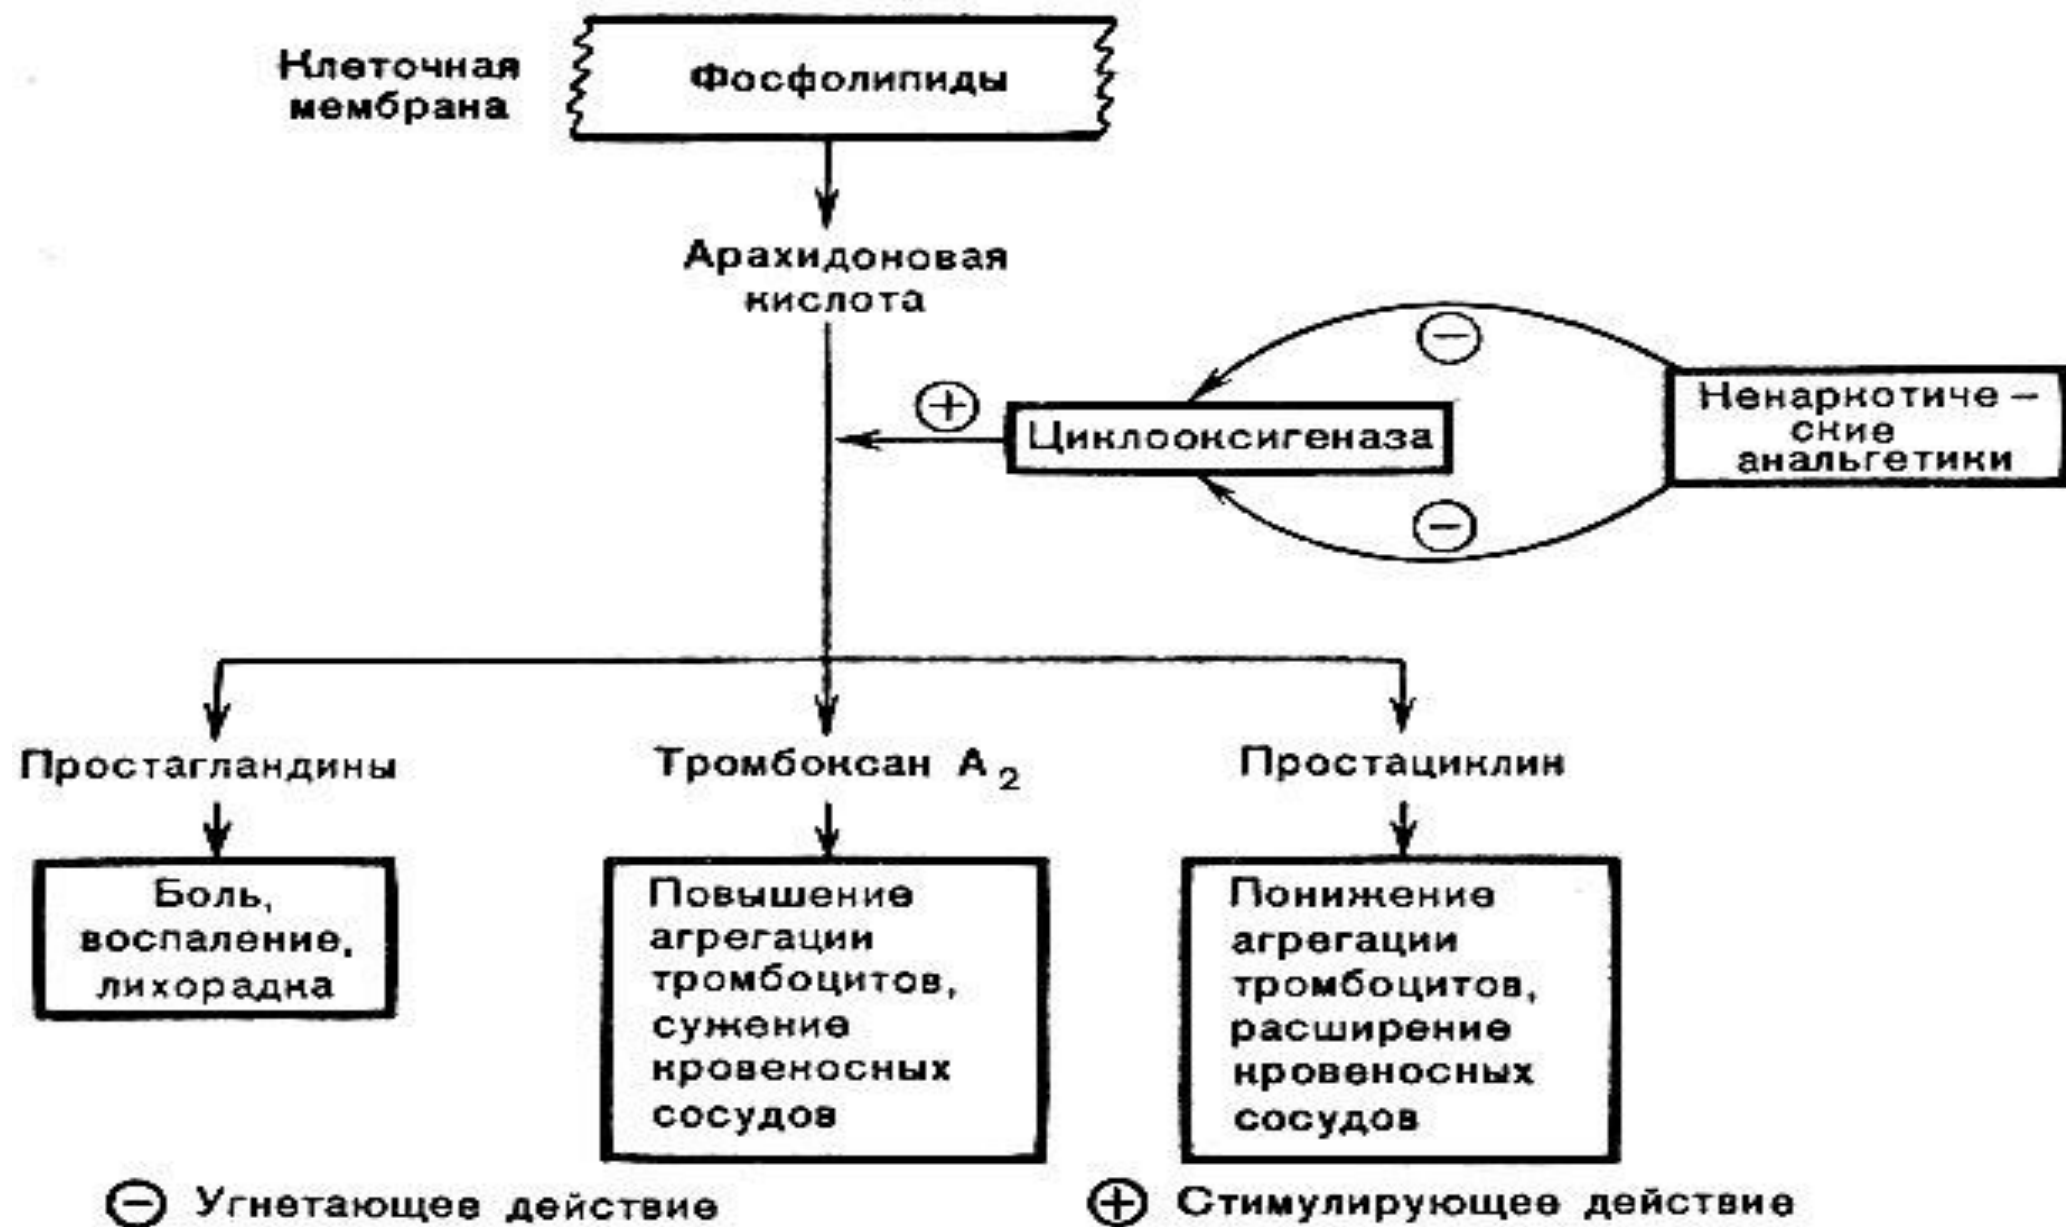 Клеточная
мембрана
Фосфолипиды
Арахидоновая
кислота
−
+
Циклооксигеназа
Ненаркотиче –
ские
анальгетики
−
Простагландины
Тромбоксан А₂
Простациклин
Боль,
воспаление,
лихорадка
Повышение
агрегации
тромбоцитов,
сужение
кровеносных
сосудов
Понижение
агрегации
тромбоцитов,
расширение
кровеносных
сосудов
− Угнетающее действие
+ Стимулирующее действие